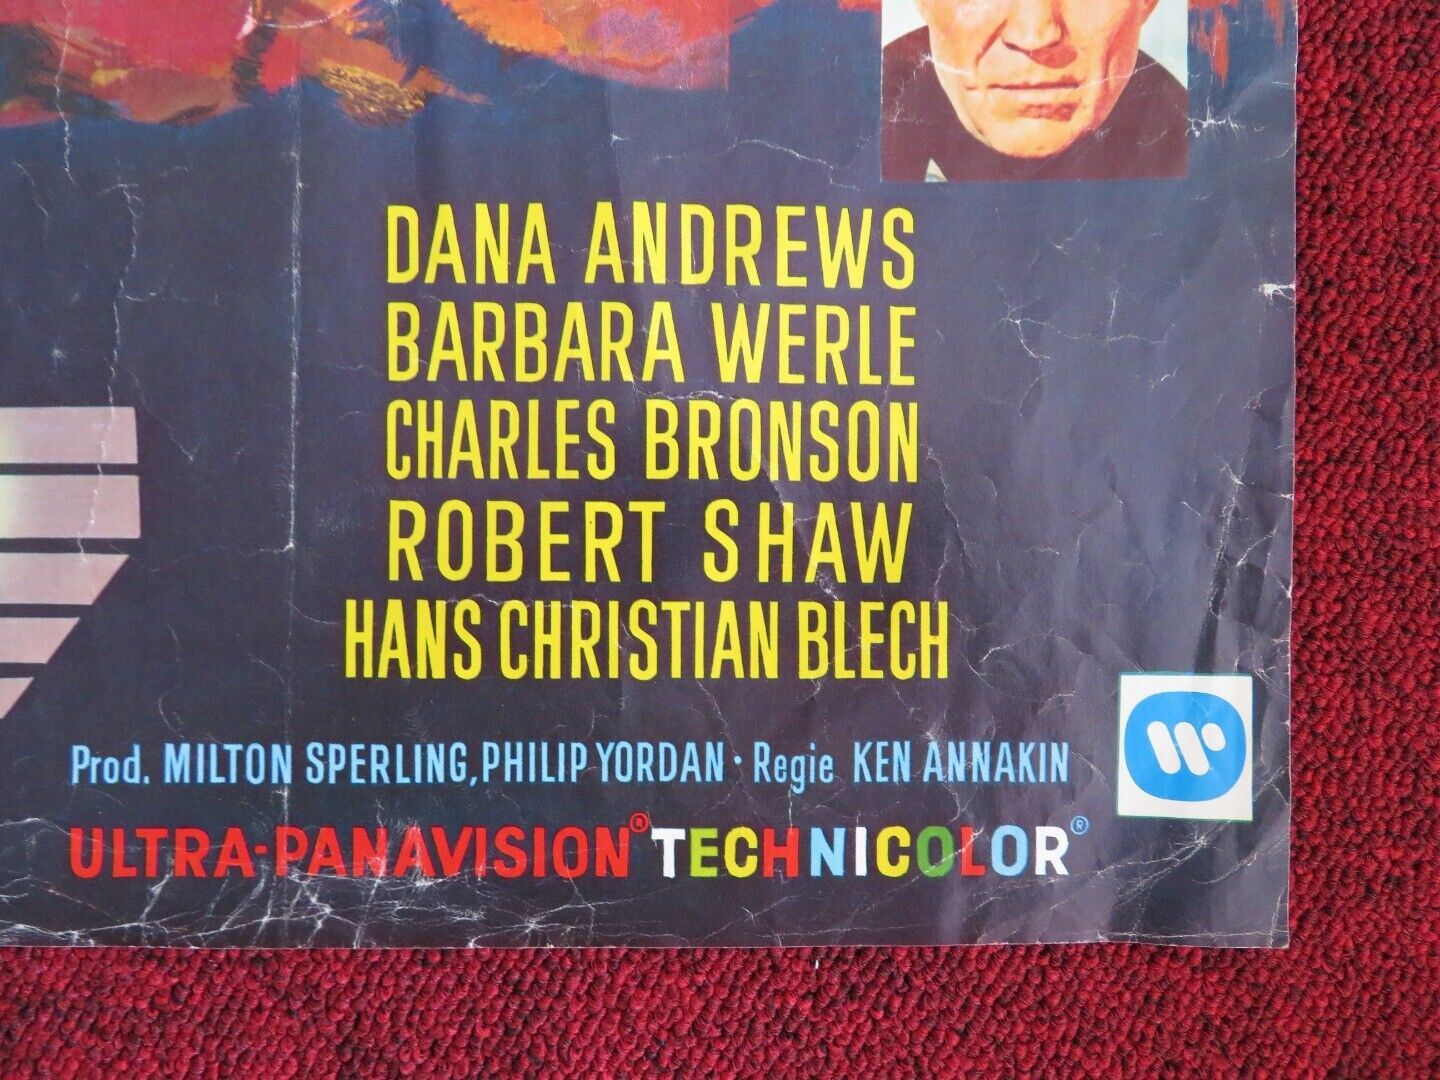 DANA ANDREWS
BARBARA WERLE
CHARLES BRONSON
ROBERT SHAW
HANS CHRISTIAN BLECH
Prod. MILTON SPERLING, PHILIP YORDAN · Regie KEN ANNAKIN
ULTRA-PANAVISION® TECHNICOLOR®